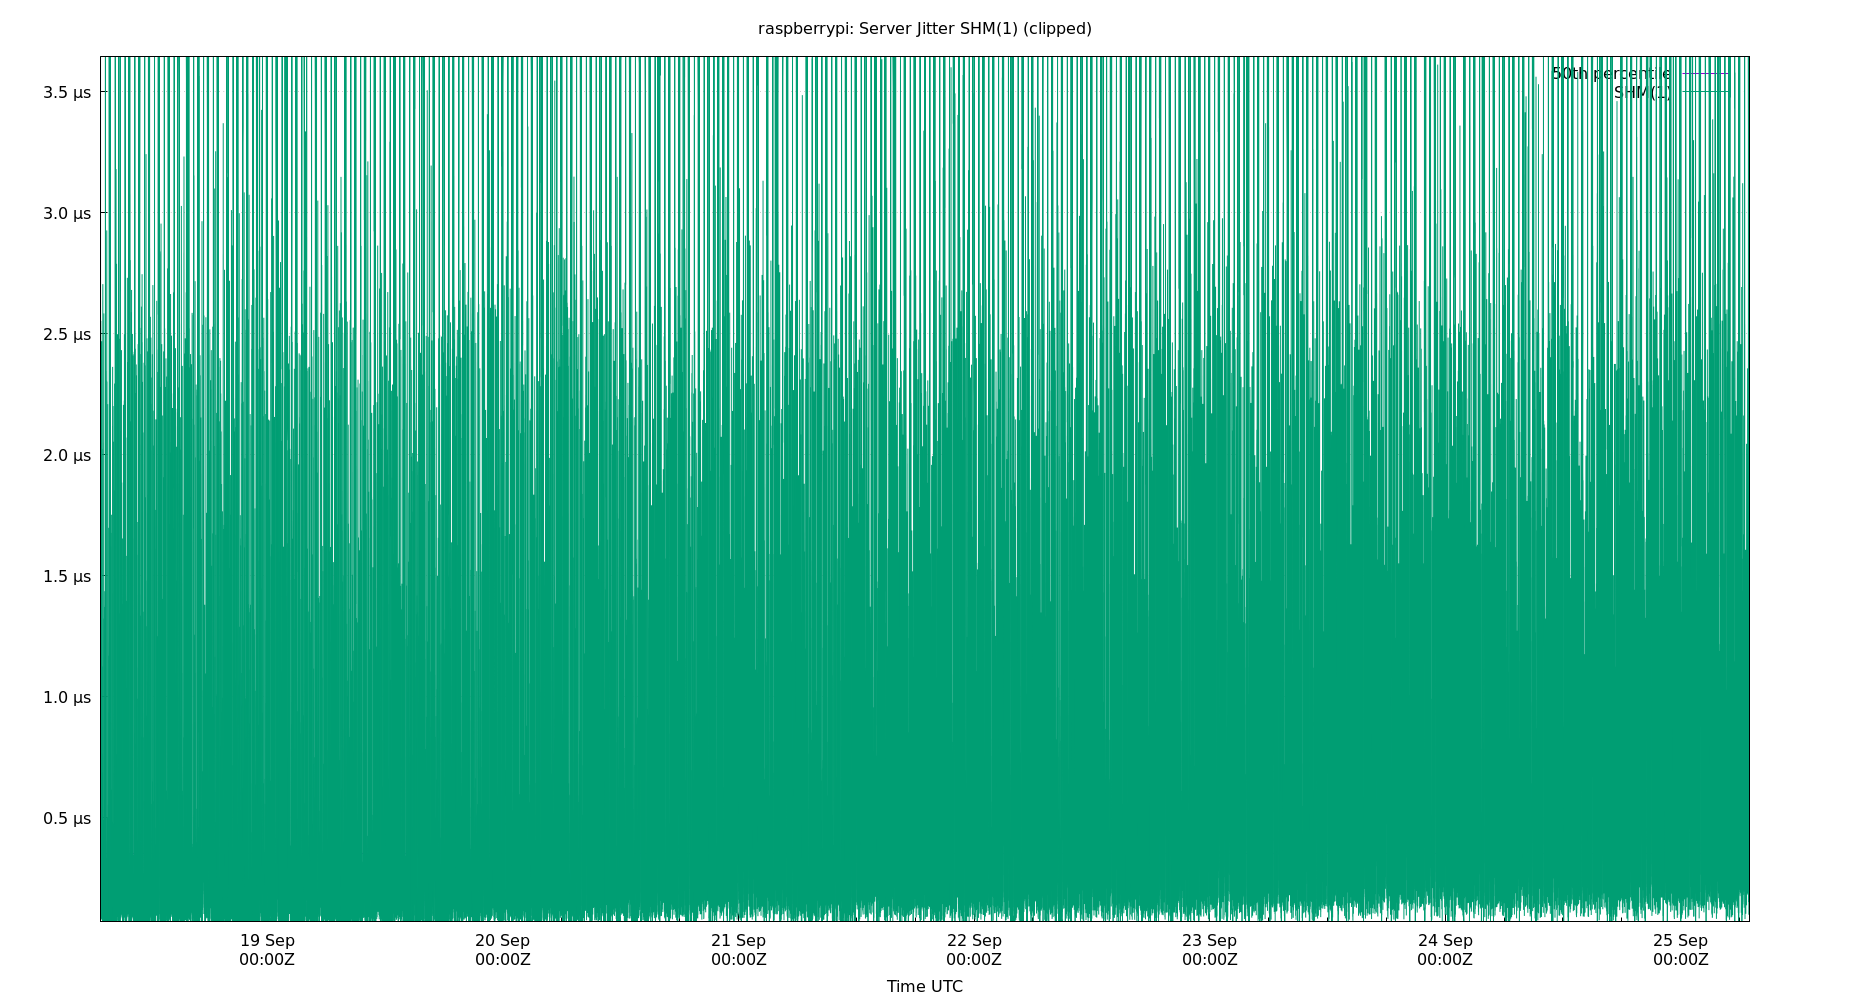 raspberrypi: Server Jitter SHM(1) (clipped)
50th percentile
SHM(1)
3.5 µs
3.0 µs
2.5 µs
2.0 µs
1.5 µs
1.0 µs
0.5 µs
19 Sep 20 Sep 21 Sep 22 Sep 23 Sep 24 Sep 25 Sep
00:00Z 00:00Z 00:00Z 00:00Z 00:00Z 00:00Z 00:00Z
Time UTC